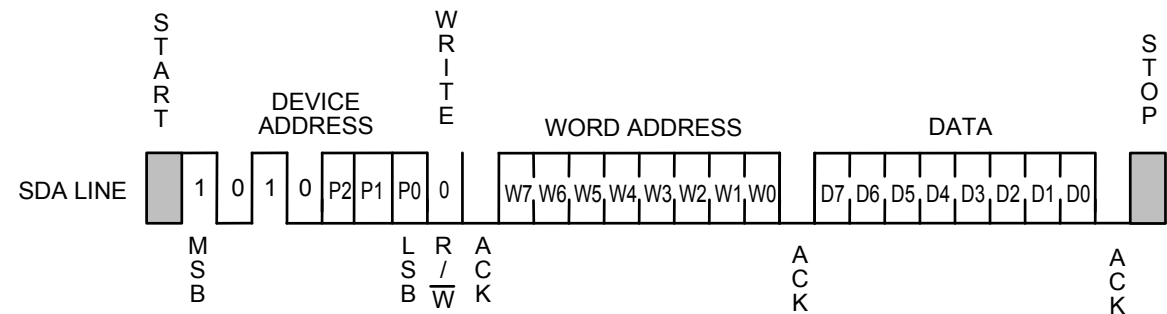 START
WRITE
STOP
DEVICE
ADDRESS
WORD ADDRESS
DATA
SDA LINE
1 0 1 0 P2 P1 P0 0
W7 W6 W5 W4 W3 W2 W1 W0
D7 D6 D5 D4 D3 D2 D1 D0
MSB
LSB
R/W̅
ACK
ACK
ACK